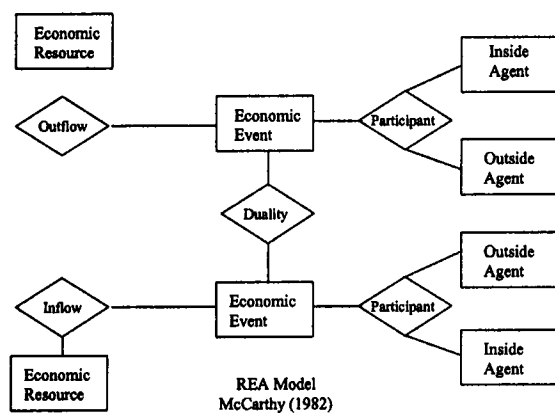 Economic
Resource
Inside
Agent
Outflow
Economic
Event
Participant
Outside
Agent
Duality
Outside
Agent
Inflow
Economic
Event
Participant
Economic
Resource
Inside
Agent
REA Model
McCarthy (1982)